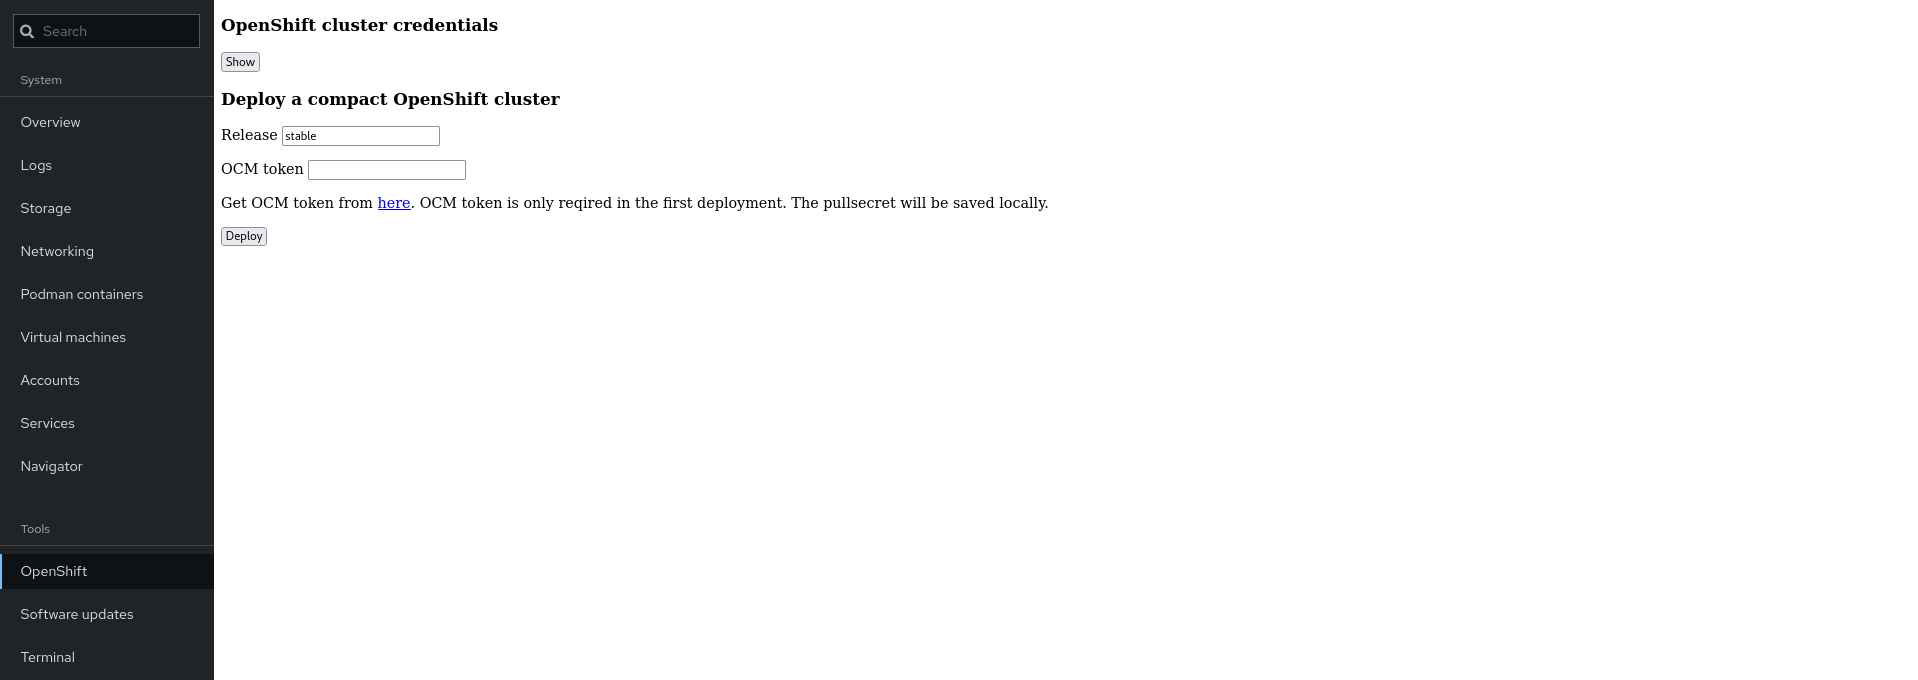 Search
System
Overview
Logs
Storage
Networking
Podman containers
Virtual machines
Accounts
Services
Navigator
Tools
OpenShift
Software updates
Terminal
OpenShift cluster credentials
Show
Deploy a compact OpenShift cluster
Release stable
OCM token
Get OCM token from here. OCM token is only reqired in the first deployment. The pullsecret will be saved locally.
Deploy